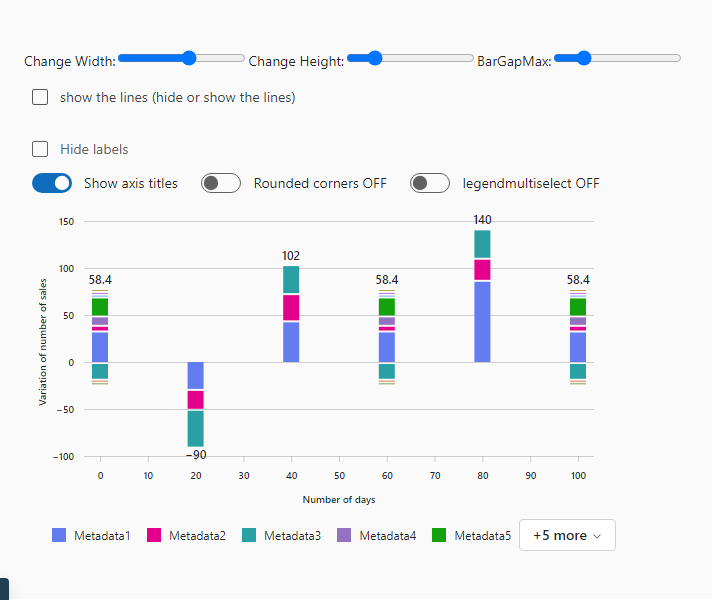 Change Width: Change Height: BarGapMax:
show the lines (hide or show the lines)
Hide labels
Show axis titles Rounded corners OFF legendmultiselect OFF
150
140
102
100
58.4 58.4 58.4
50
0
−50
−90
−100
Variation of number of sales
0 10 20 30 40 50 60 70 80 90 100
Number of days
Metadata1 Metadata2 Metadata3 Metadata4 Metadata5 +5 more